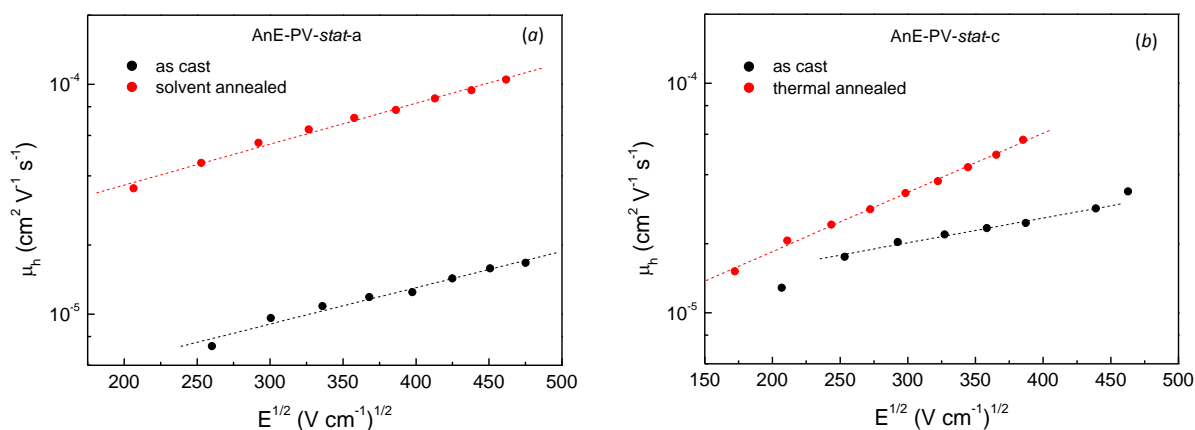 AnE-PV-stat-a
(a)
as cast
solvent annealed
10⁻⁴
10⁻⁵
μₕ (cm² V⁻¹ s⁻¹)
200 250 300 350 400 450 500
E^1/2 (V cm⁻¹)^1/2
AnE-PV-stat-c
(b)
as cast
thermal annealed
10⁻⁴
10⁻⁵
μₕ (cm² V⁻¹ s⁻¹)
150 200 250 300 350 400 450 500
E^1/2 (V cm⁻¹)^1/2